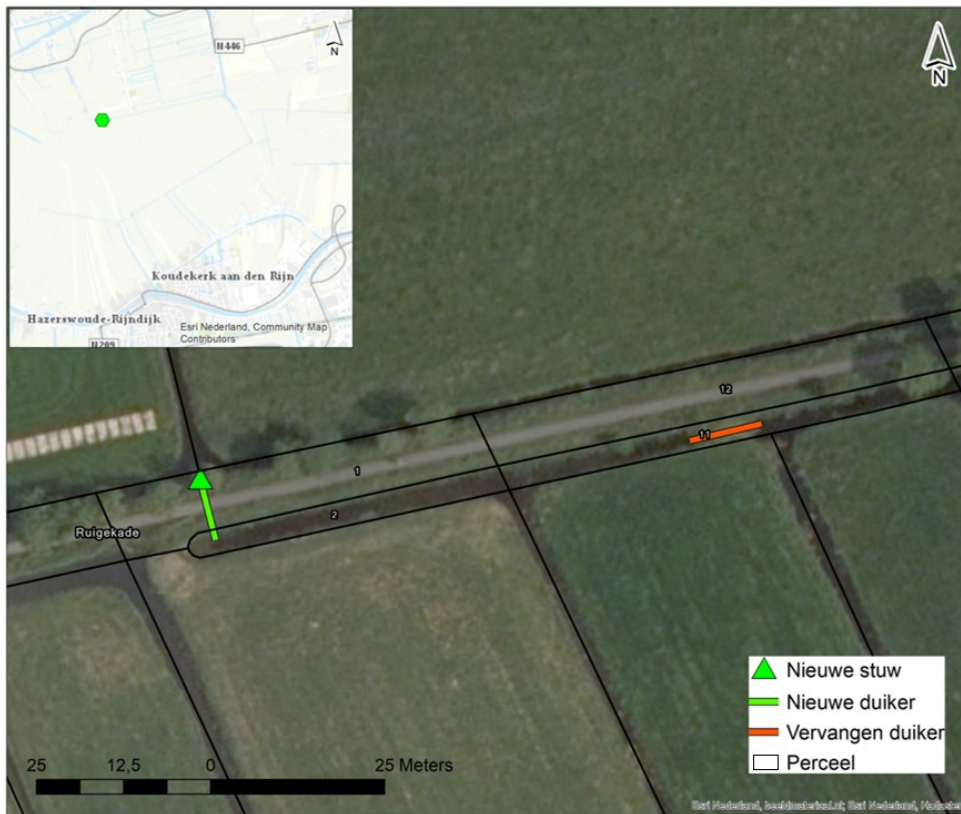 N446
N
Koudekerk aan den Rijn
Hazerswoude-Rijndijk
Esri Nederland, Community Map
Contributors
N209
N
12
11
1
2
Ruigekade
Nieuwe stuw
Nieuwe duiker
Vervangen duiker
Perceel
25 12,5 0 25 Meters
Esri Nederland, beeldmateriaal.nl; Esri Nederland, Kadaster